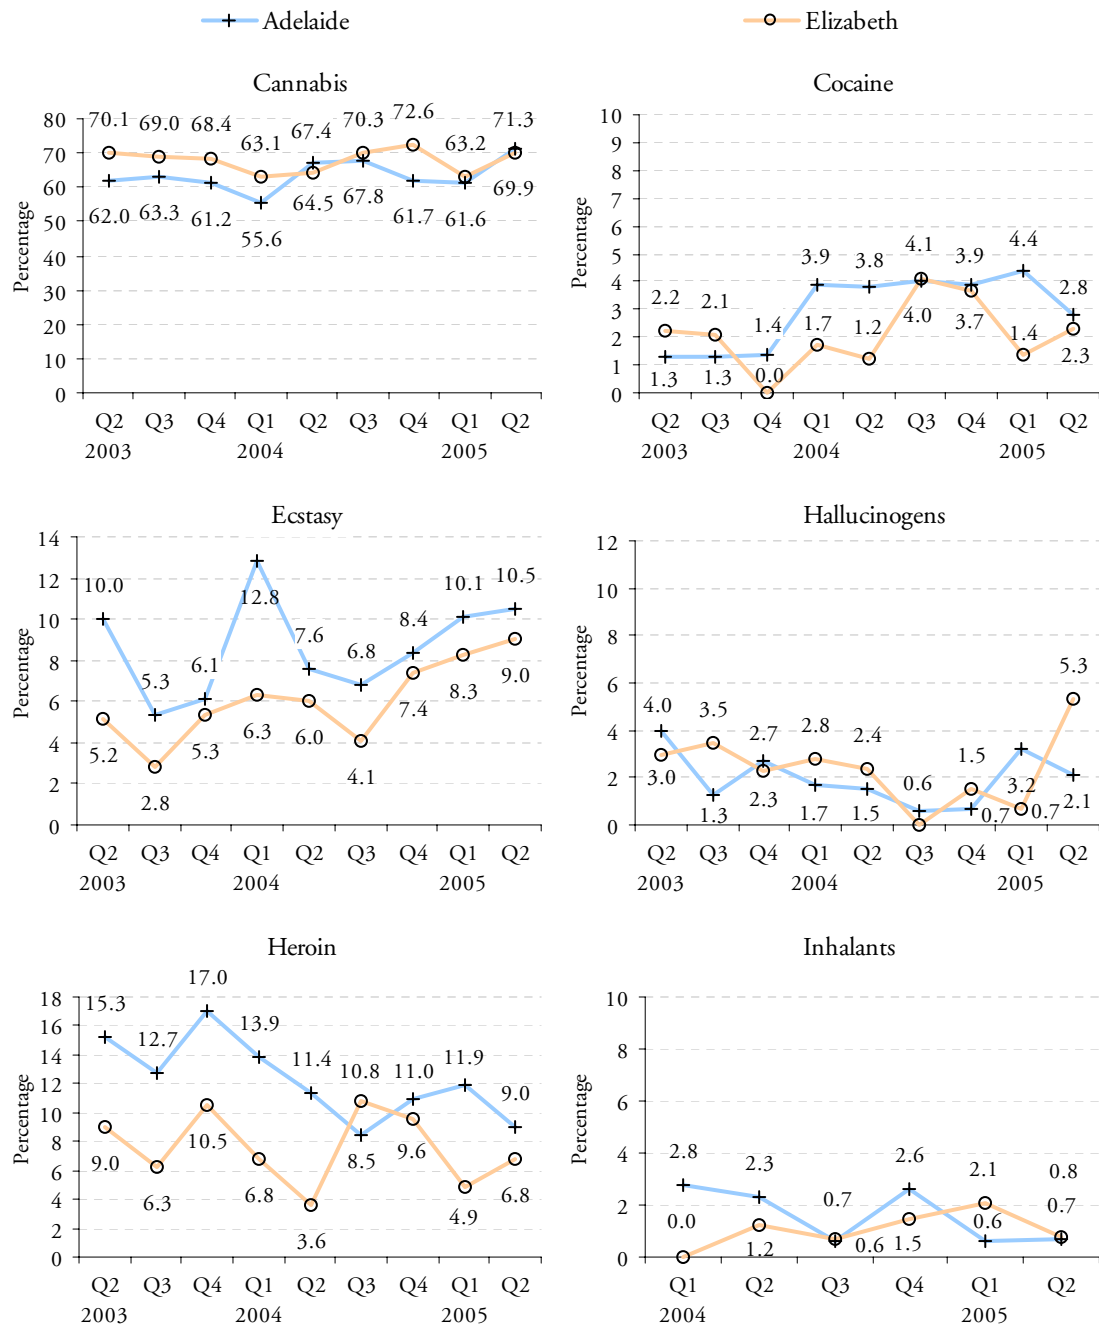 Adelaide Elizabeth
Cannabis
Percentage
80
70
60
50
40
30
20
10
0
70.1 69.0 68.4 63.1 67.4 70.3 72.6 63.2 71.3
62.0 63.3 61.2 55.6 64.5 67.8 61.7 61.6 69.9
Q2 Q3 Q4 Q1 Q2 Q3 Q4 Q1 Q2
2003 2004 2005
Cocaine
Percentage
10
9
8
7
6
5
4
3
2
1
0
2.2 2.1 1.4 3.9 3.8 4.1 3.9 4.4 2.8
1.3 1.3 0.0 1.7 1.2 4.0 3.7 1.4 2.3
Q2 Q3 Q4 Q1 Q2 Q3 Q4 Q1 Q2
2003 2004 2005
Ecstasy
Percentage
14
12
10
8
6
4
2
0
10.0 5.3 6.1 12.8 7.6 6.8 8.4 10.1 10.5
5.2 2.8 5.3 6.3 6.0 4.1 7.4 8.3 9.0
Q2 Q3 Q4 Q1 Q2 Q3 Q4 Q1 Q2
2003 2004 2005
Hallucinogens
Percentage
12
10
8
6
4
2
0
4.0 3.5 2.7 2.8 2.4 0.6 1.5 3.2 5.3
3.0 1.3 2.3 1.7 1.5 0.7 0.7 2.1
Q2 Q3 Q4 Q1 Q2 Q3 Q4 Q1 Q2
2003 2004 2005
Heroin
Percentage
18
16
14
12
10
8
6
4
2
0
15.3 12.7 17.0 13.9 11.4 10.8 11.0 11.9 9.0
9.0 6.3 10.5 6.8 3.6 8.5 9.6 4.9 6.8
Q2 Q3 Q4 Q1 Q2 Q3 Q4 Q1 Q2
2003 2004 2005
Inhalants
Percentage
10
8
6
4
2
0
2.8 2.3 0.7 2.6 2.1 0.8
0.0 1.2 0.6 1.5 0.6 0.7
Q1 Q2 Q3 Q4 Q1 Q2
2004 2005